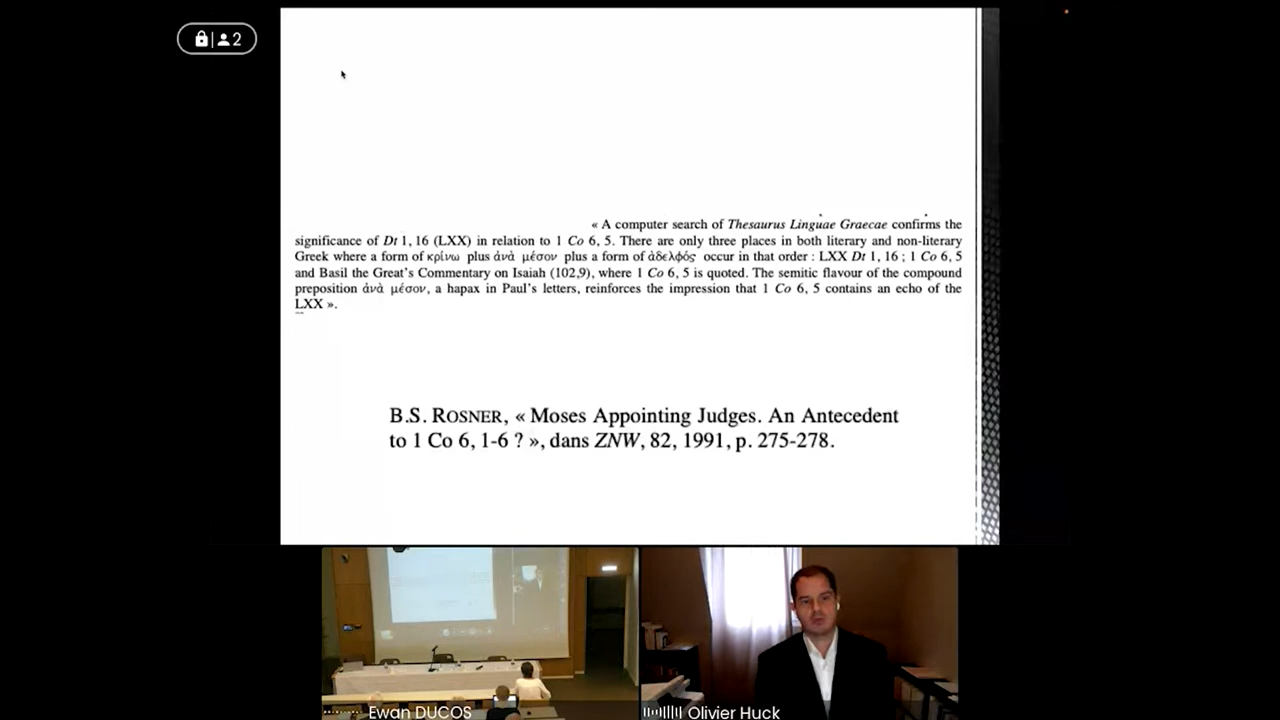 2
« A computer search of Thesaurus Linguae Graecae confirms the
significance of Dt 1, 16 (LXX) in relation to 1 Co 6, 5. There are only three places in both literary and non-literary
Greek where a form of κρίνω plus ἀνὰ μέσον plus a form of ἀδελφός occur in that order : LXX Dt 1, 16 ; 1 Co 6, 5
and Basil the Great's Commentary on Isaiah (102,9), where 1 Co 6, 5 is quoted. The semitic flavour of the compound
preposition ἀνὰ μέσον, a hapax in Paul's letters, reinforces the impression that 1 Co 6, 5 contains an echo of the
LXX ».
B.S. ROSNER, « Moses Appointing Judges. An Antecedent
to 1 Co 6, 1-6 ? », dans ZNW, 82, 1991, p. 275-278.
Ewan DUCOS
Olivier Huck